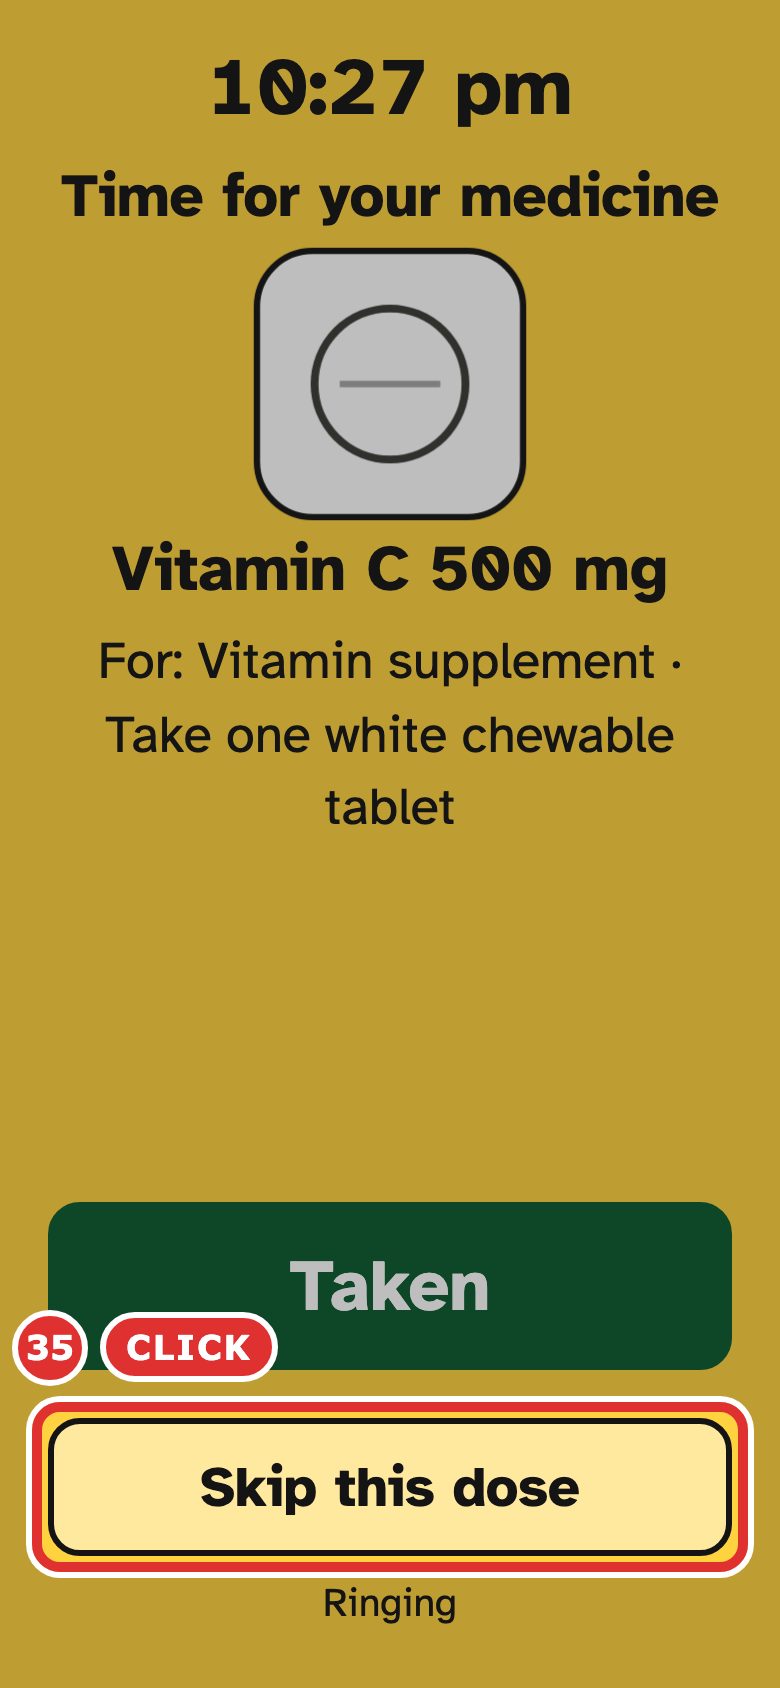 10:27 pm
Time for your medicine
Vitamin C 500 mg
For: Vitamin supplement ·
Take one white chewable
tablet
Taken
35 CLICK
Skip this dose
Ringing